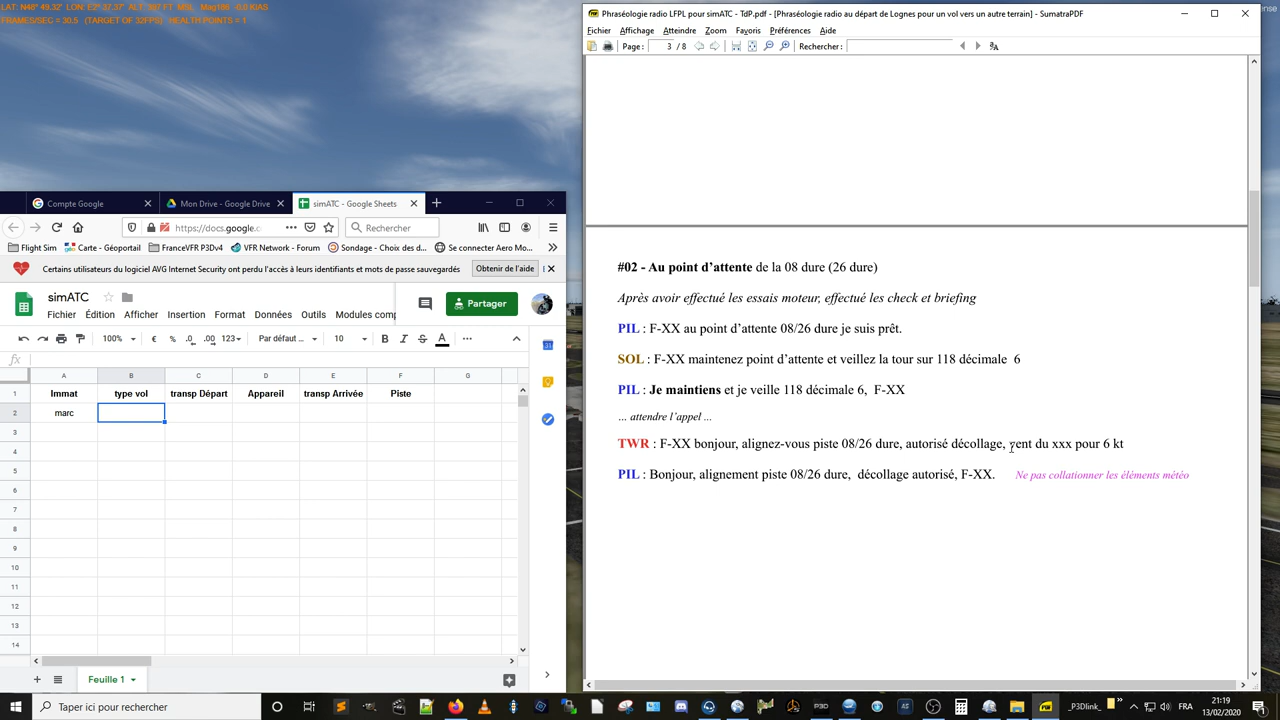 LAT: N48° 49.32' LON: E2° 37.37' ALT: 197 FT MSL MAG 186 -0.0 KIAS
FRAMES/SEC = 30.5 (TARGET OF 32FPS) HEALTH POINTS = 1
Phraséologie radio LFPL pour simATC - TdP.pdf - [Phraséologie radio au départ de Lognes pour un vol vers un autre terrain] - SumatraPDF
Fichier Affichage Atteindre Zoom Favoris Préférences Aide
Page : 3 / 8 Rechercher :
Compte Google Mon Drive - Google Drive simATC - Google Sheets
https://docs.google.c Rechercher
Flight Sim Carte - Géoportail FranceVFR P3Dv4 VFR Network - Forum Sondage - Choix des d... Se connecter Aero Mo...
Certains utilisateurs du logiciel AVG Internet Security ont perdu l'accès à leurs identifiants et mots de passe sauvegardés Obtenir de l'aide
simATC
Partager
Fichier Édition Afficher Insertion Format Données Outils Modules comp
100% € % .0 .00 123 Par défaut ... 10 B I S A
fx
A B C D E F G
1 Immat type vol transp Départ Appareil transp Arrivée Piste
2 marc
3
4
5
6
7
8
9
10
11
12
13
14
Feuille 1
#02 - Au point d'attente de la 08 dure (26 dure)
Après avoir effectué les essais moteur, effectué les check et briefing
PIL : F-XX au point d'attente 08/26 dure je suis prêt.
SOL : F-XX maintenez point d'attente et veillez la tour sur 118 décimale 6
PIL : Je maintiens et je veille 118 décimale 6, F-XX
... attendre l'appel ...
TWR : F-XX bonjour, alignez-vous piste 08/26 dure, autorisé décollage, vent du xxx pour 6 kt
PIL : Bonjour, alignement piste 08/26 dure, décollage autorisé, F-XX. Ne pas collationner les éléments météo
Taper ici pour rechercher
_P3Dlink_ FRA 21:19
13/02/2020